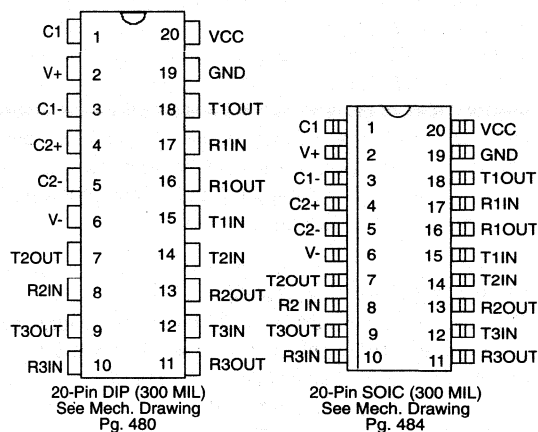 C1 1 20 VCC
V+ 2 19 GND
C1- 3 18 T1OUT
C2+ 4 17 R1IN
C2- 5 16 R1OUT
V- 6 15 T1IN
T2OUT 7 14 T2IN
R2IN 8 13 R2OUT
T3OUT 9 12 T3IN
R3IN 10 11 R3OUT
20-Pin DIP (300 MIL)
See Mech. Drawing
Pg. 480
C1 1 20 VCC
V+ 2 19 GND
C1- 3 18 T1OUT
C2+ 4 17 R1IN
C2- 5 16 R1OUT
V- 6 15 T1IN
T2OUT 7 14 T2IN
R2 IN 8 13 R2OUT
T3OUT 9 12 T3IN
R3IN 10 11 R3OUT
20-Pin SOIC (300 MIL)
See Mech. Drawing
Pg. 484